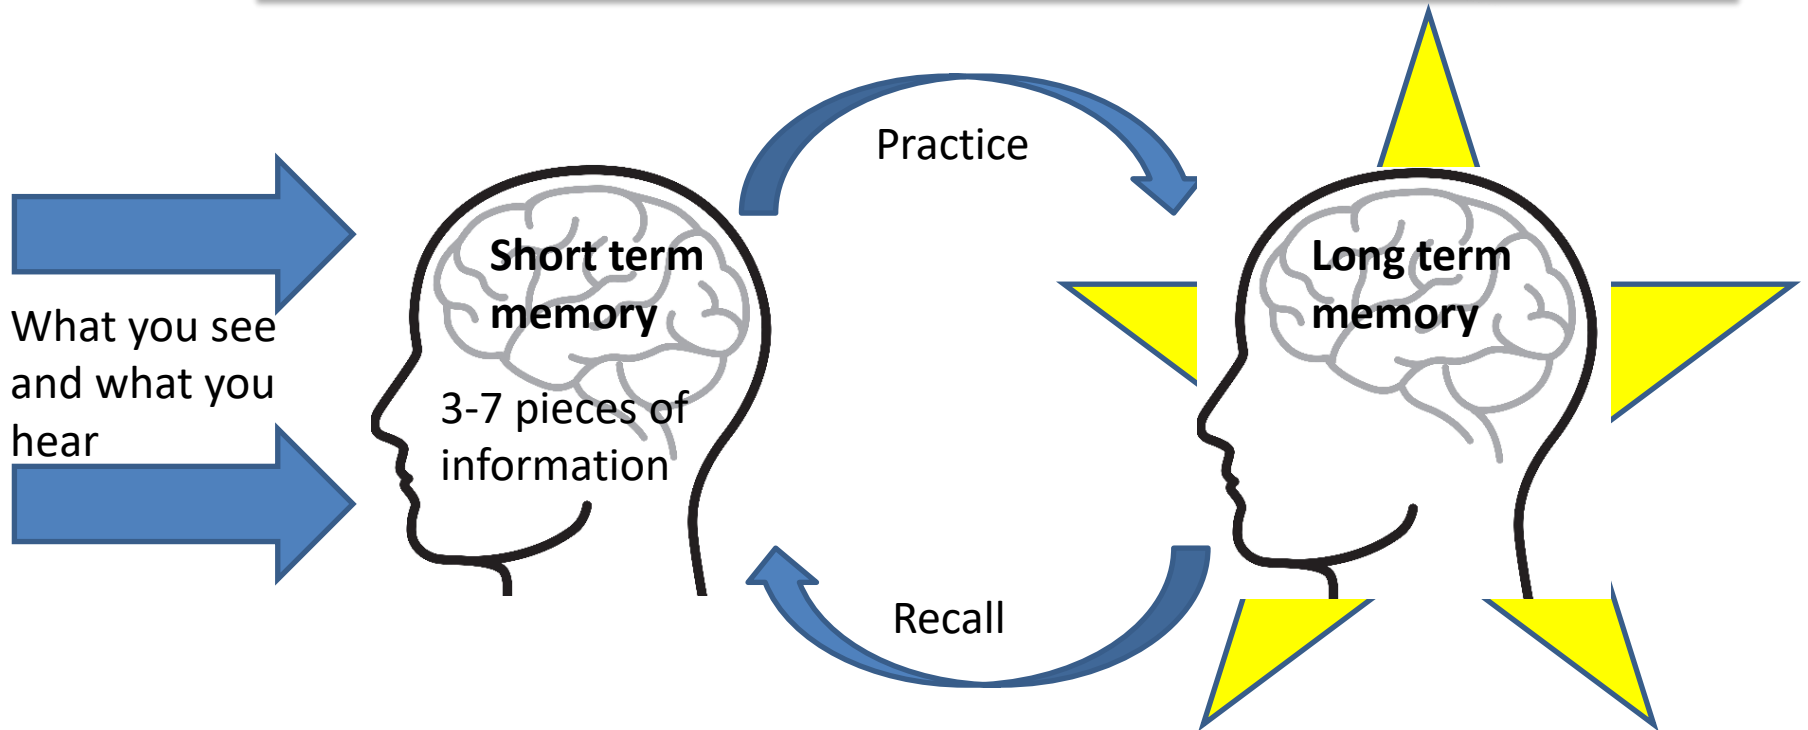 What you see
and what you
hear
Short term
memory
3-7 pieces of
information
Practice
Recall
Long term
memory